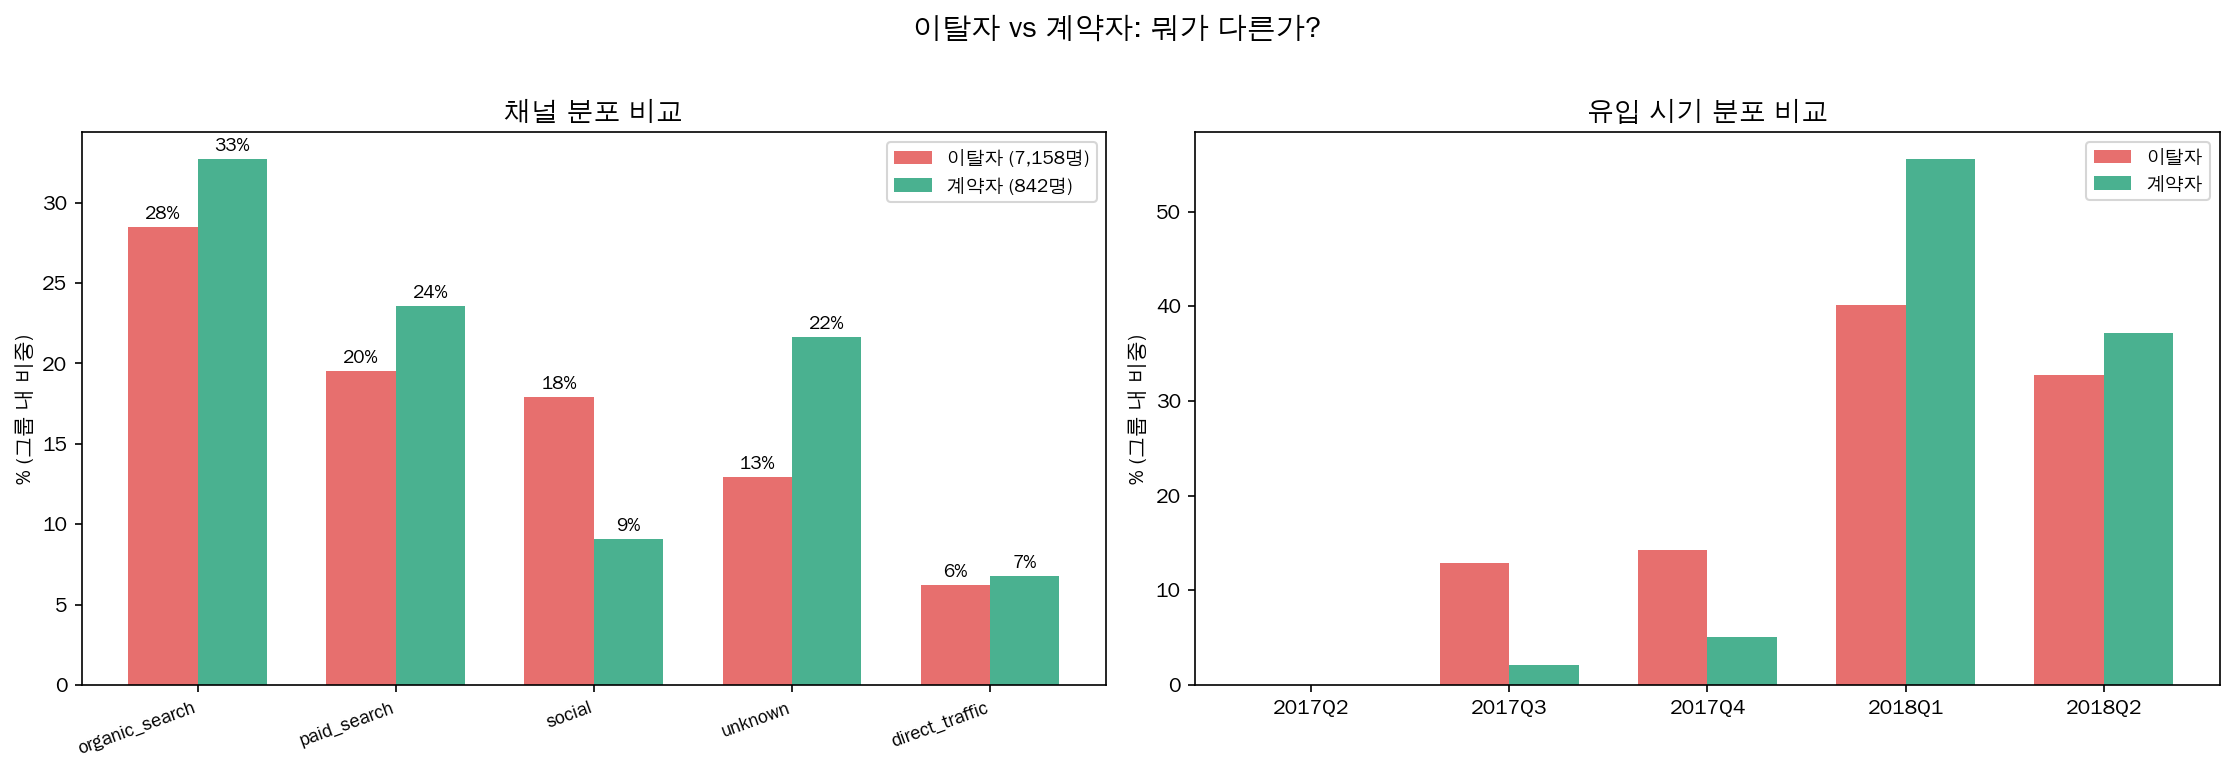 이탈자 vs 계약자: 뭐가 다른가?
채널 분포 비교
% (그룹 내 비중)
30
25
20
15
10
5
0
33%
28%
24%
20%
18%
9%
22%
13%
6%
7%
이탈자 (7,158명)
계약자 (842명)
organic_search
paid_search
social
unknown
direct_traffic
유입 시기 분포 비교
% (그룹 내 비중)
50
40
30
20
10
0
이탈자
계약자
2017Q2
2017Q3
2017Q4
2018Q1
2018Q2